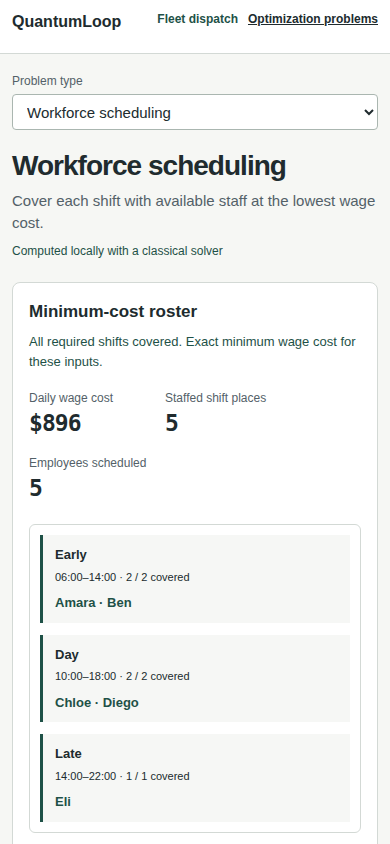 QuantumLoop
Fleet dispatch
Optimization problems
Problem type
Workforce scheduling
Workforce scheduling
Cover each shift with available staff at the lowest wage
cost.
Computed locally with a classical solver
Minimum-cost roster
All required shifts covered. Exact minimum wage cost for
these inputs.
Daily wage cost
$896
Staffed shift places
5
Employees scheduled
5
Early
06:00–14:00 · 2 / 2 covered
Amara · Ben
Day
10:00–18:00 · 2 / 2 covered
Chloe · Diego
Late
14:00–22:00 · 1 / 1 covered
Eli